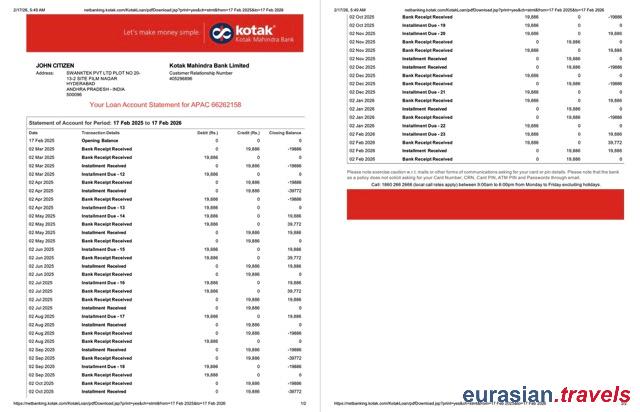 2/17/26, 5:49 AM netbanking.kotak.com/KotakLoan/pdfDownload.jsp?print=yes&ch=stmt&from=17 Feb 2025&to=17 Feb 2026
Let's make money simple.
kotak
Kotak Mahindra Bank
JOHN CITIZEN
Address: SWANKTEK PVT LTD PLOT NO 20-
13-2 SITE FILM NAGAR
HYDERABAD
ANDHRA PRADESH - INDIA
500096
Kotak Mahindra Bank Limited
Customer Relationship Number
405296896
Your Loan Account Statement for APAC 66262158
Statement of Account for Period: 17 Feb 2025 to 17 Feb 2026
Date Transaction Details Debit (Rs.) Credit (Rs.) Closing Balance
17 Feb 2025 Opening Balance 0 0 0
02 Mar 2025 Bank Receipt Received 0 19,886 -19886
02 Mar 2025 Bank Receipt Received 19,886 0 0
02 Mar 2025 Installment Received 0 19,886 -19886
02 Mar 2025 Installment Due - 12 19,886 0 0
02 Apr 2025 Bank Receipt Received 0 19,886 -19886
02 Apr 2025 Installment Received 0 19,886 -39772
02 Apr 2025 Bank Receipt Received 19,886 0 -19886
02 Apr 2025 Installment Due - 13 19,886 0 0
02 May 2025 Installment Due - 14 19,886 0 19,886
02 May 2025 Bank Receipt Received 19,886 0 39,772
02 May 2025 Installment Received 0 19,886 19,886
02 May 2025 Bank Receipt Received 0 19,886 0
02 Jun 2025 Installment Due - 15 19,886 0 19,886
02 Jun 2025 Bank Receipt Received 19,886 0 39,772
02 Jun 2025 Installment Received 0 19,886 19,886
02 Jun 2025 Bank Receipt Received 0 19,886 0
02 Jul 2025 Installment Due - 16 19,886 0 19,886
02 Jul 2025 Bank Receipt Received 19,886 0 39,772
02 Jul 2025 Bank Receipt Received 0 19,886 19,886
02 Jul 2025 Installment Received 0 19,886 0
02 Aug 2025 Installment Due - 17 19,886 0 19,886
02 Aug 2025 Installment Received 0 19,886 0
02 Aug 2025 Bank Receipt Received 0 19,886 -19886
02 Aug 2025 Bank Receipt Received 19,886 0 0
02 Sep 2025 Installment Received 0 19,886 -19886
02 Sep 2025 Bank Receipt Received 0 19,886 -39772
02 Sep 2025 Installment Due - 18 19,886 0 -19886
02 Sep 2025 Bank Receipt Received 19,886 0 0
02 Oct 2025 Bank Receipt Received 0 19,886 -19886
02 Oct 2025 Installment Received 0 19,886 -39772
https://netbanking.kotak.com/KotakLoan/pdfDownload.jsp?print=yes&ch=stmt&from=17 Feb 2025&to=17 Feb 2026 1/2
2/17/26, 5:49 AM netbanking.kotak.com/KotakLoan/pdfDownload.jsp?print=yes&ch=stmt&from=17 Feb 2025&to=17 Feb 2026
02 Oct 2025 Bank Receipt Received 19,886 0 -19886
02 Oct 2025 Installment Due - 19 19,886 0 0
02 Nov 2025 Installment Due - 20 19,886 0 19,886
02 Nov 2025 Bank Receipt Received 0 19,886 0
02 Nov 2025 Bank Receipt Received 19,886 0 19,886
02 Nov 2025 Installment Received 0 19,886 0
02 Dec 2025 Bank Receipt Received 0 19,886 -19886
02 Dec 2025 Bank Receipt Received 19,886 0 0
02 Dec 2025 Installment Received 0 19,886 -19886
02 Dec 2025 Installment Due - 21 19,886 0 0
02 Jan 2026 Bank Receipt Received 19,886 0 19,886
02 Jan 2026 Installment Received 0 19,886 0
02 Jan 2026 Bank Receipt Received 0 19,886 -19886
02 Jan 2026 Installment Due - 22 19,886 0 0
02 Feb 2026 Installment Due - 23 19,886 0 19,886
02 Feb 2026 Bank Receipt Received 19,886 0 39,772
02 Feb 2026 Installment Received 0 19,886 19,886
02 Feb 2026 Bank Receipt Received 0 19,886 0
Please note exercise caution w.r.t. mails or other forms of communications asking for your card or pin details. Please note that the bank
as a policy does not solicit asking for your Card Number, CRN, Card PIN, ATM PIN and Passwords through email.
Call: 1860 266 2666 (local call rates apply) between 9:00am to 6:00pm from Monday to Friday excluding holidays.
https://netbanking.kotak.com/KotakLoan/pdfDownload.jsp?print=yes&ch=stmt&from=17 Feb 2025&to=17 Feb 2026
eurasian.travels